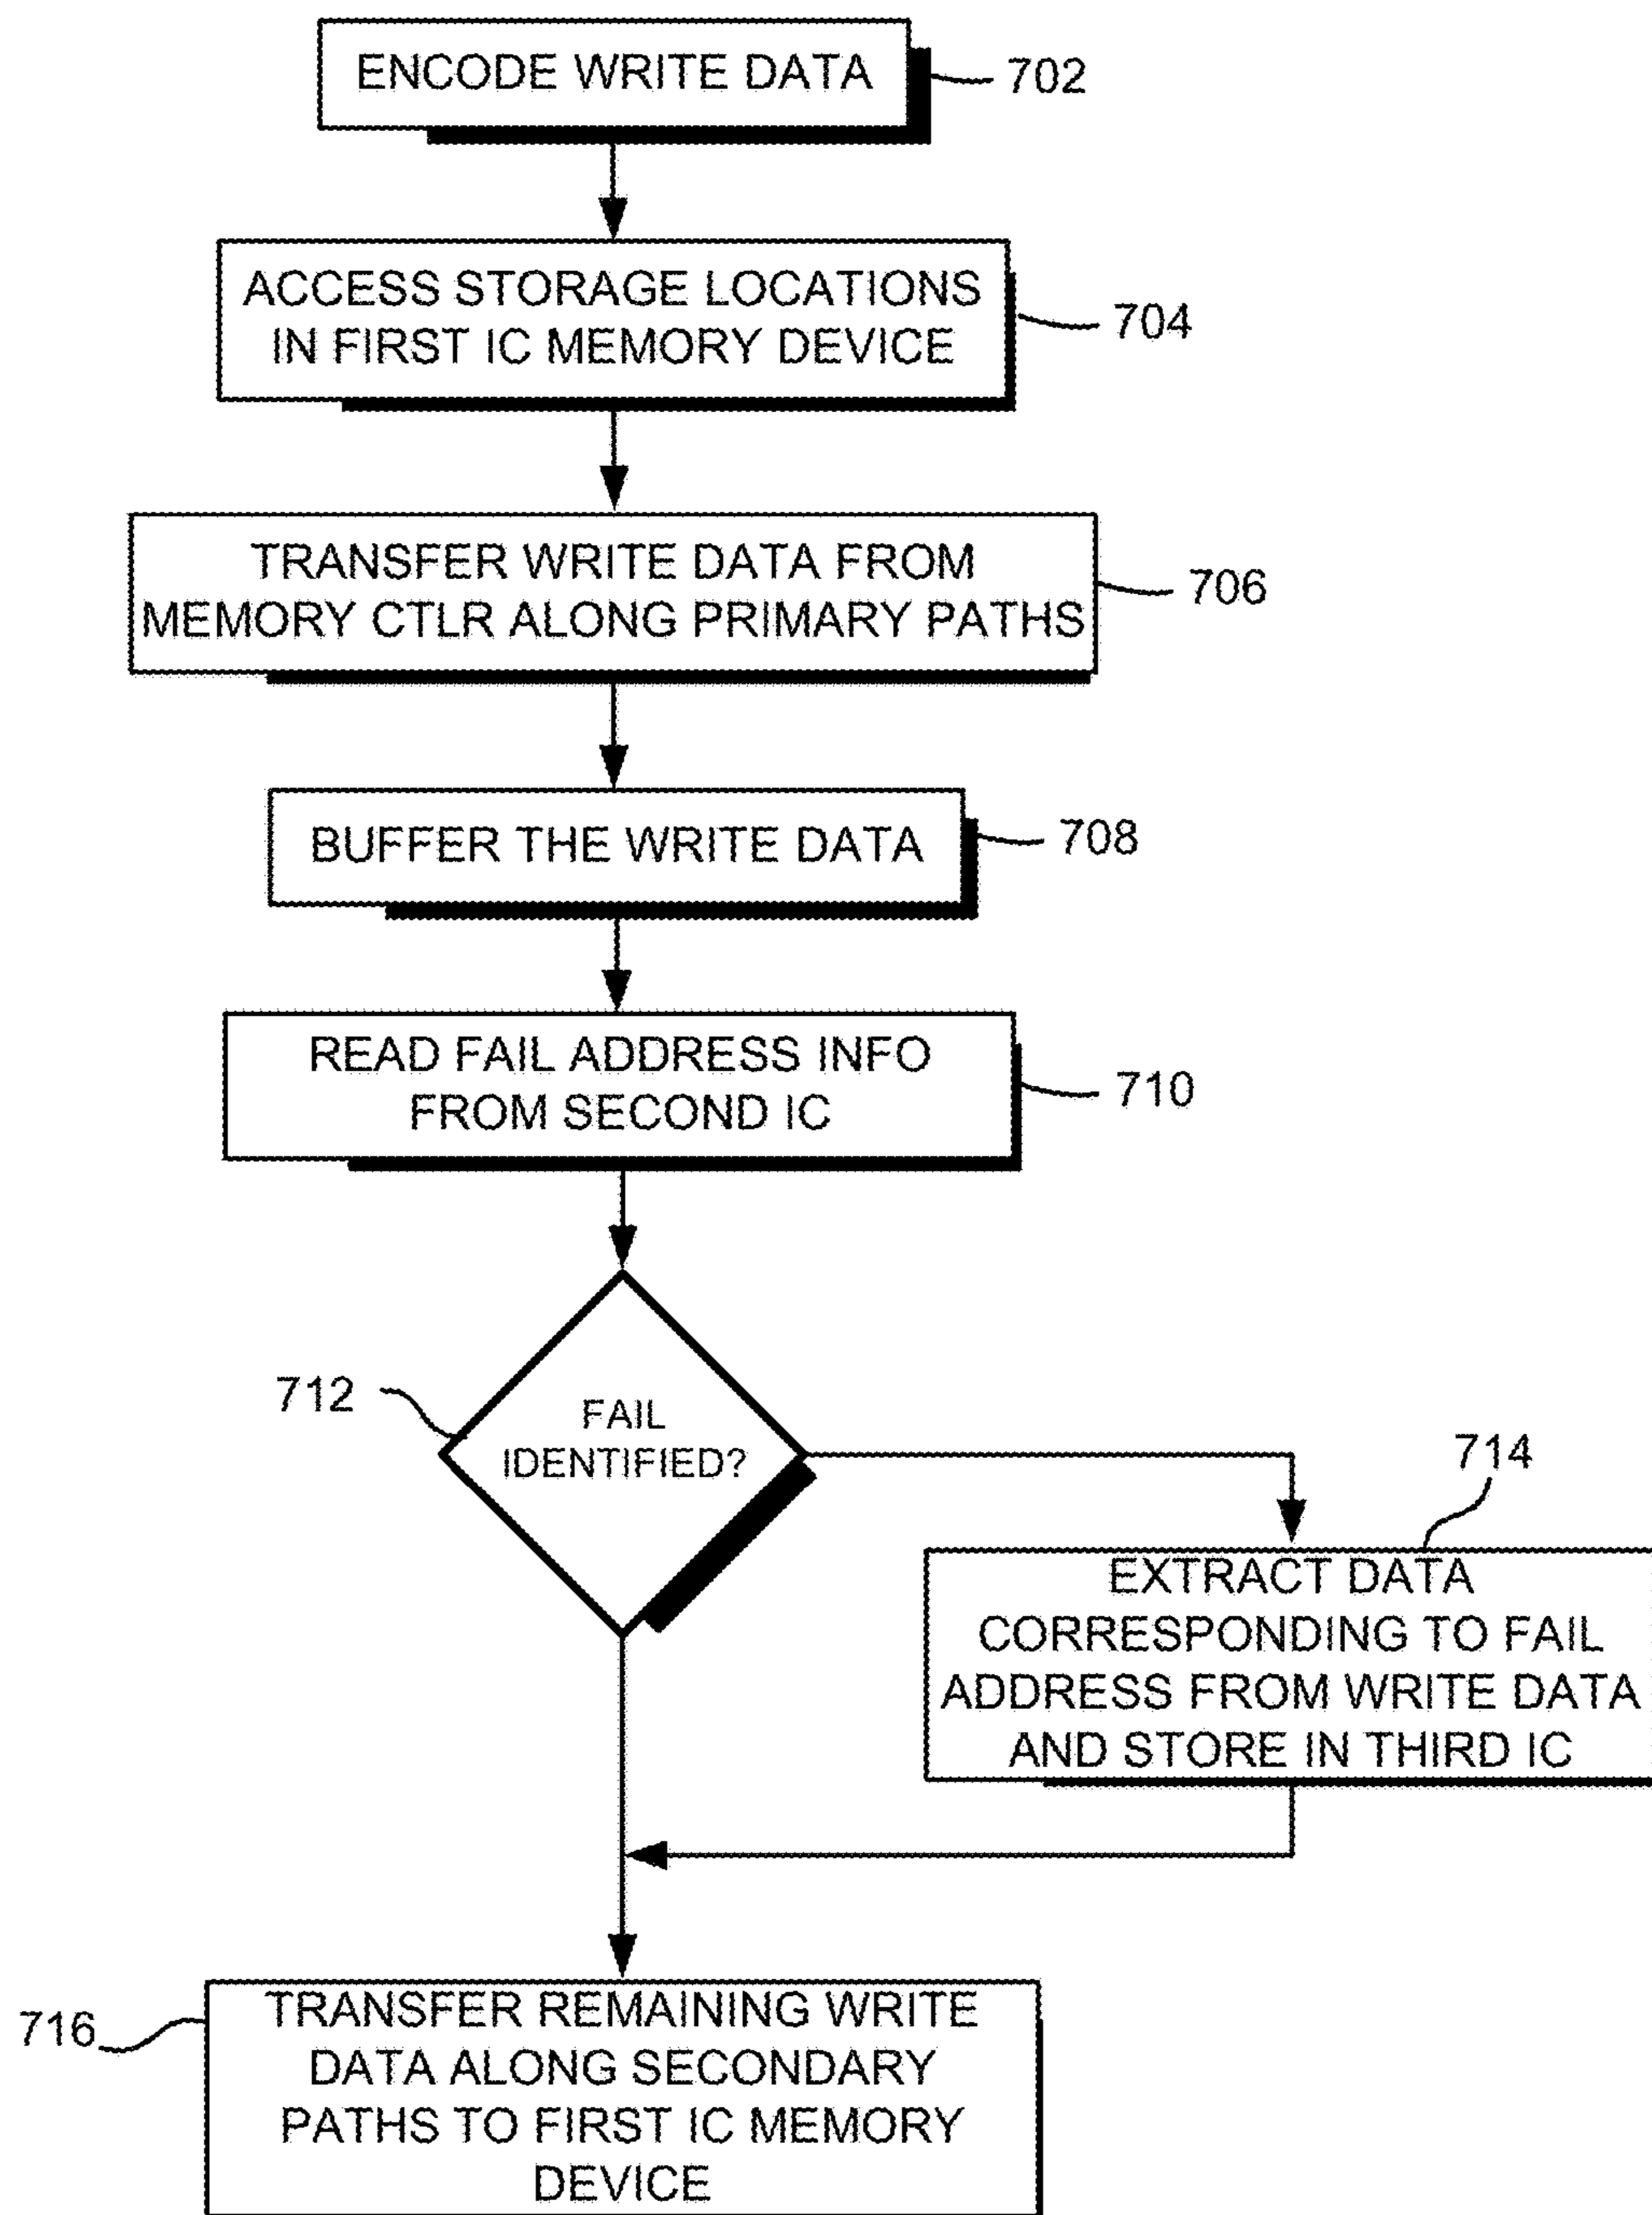 ENCODE WRITE DATA
702
ACCESS STORAGE LOCATIONS
IN FIRST IC MEMORY DEVICE
704
TRANSFER WRITE DATA FROM
MEMORY CTLR ALONG PRIMARY PATHS
706
BUFFER THE WRITE DATA
708
READ FAIL ADDRESS INFO
FROM SECOND IC
710
712
FAIL
IDENTIFIED?
714
EXTRACT DATA
CORRESPONDING TO FAIL
ADDRESS FROM WRITE DATA
AND STORE IN THIRD IC
716
TRANSFER REMAINING WRITE
DATA ALONG SECONDARY
PATHS TO FIRST IC MEMORY
DEVICE